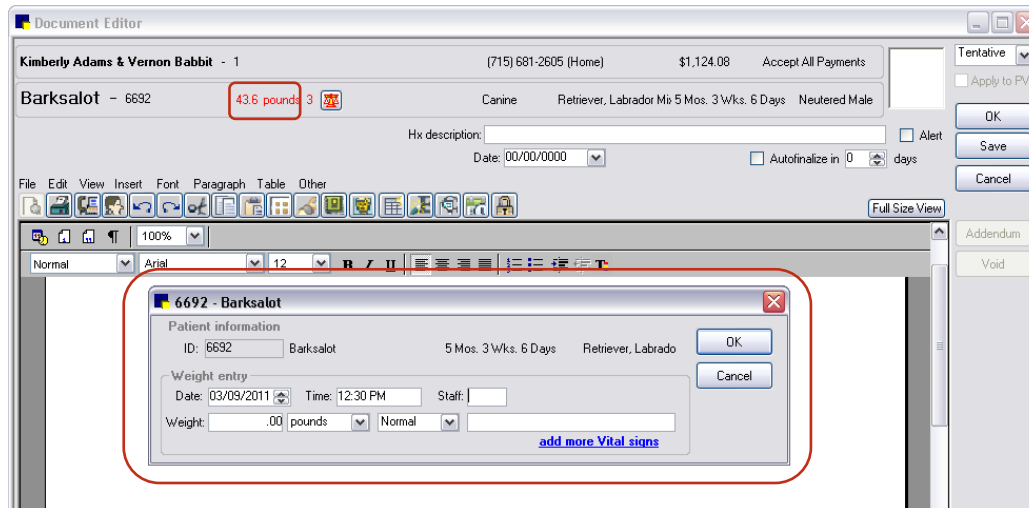 Document Editor
Kimberly Adams & Vernon Babbit - 1 (715) 681-2605 (Home) $1,124.08 Accept All Payments
Tentative
Apply to PV
Barksalot - 6692 43.6 pounds 3 Canine Retriever, Labrador Mix 5 Mos. 3 Wks. 6 Days Neutered Male
OK
Hx description: Alert
Save
Date: 00/00/0000 Autofinalize in 0 days
Cancel
File Edit View Insert Font Paragraph Table Other
Full Size View
100%
Addendum
Normal Arial 12 B I U
Void
6692 - Barksalot
Patient information
ID: 6692 Barksalot 5 Mos. 3 Wks. 6 Days Retriever, Labrado
OK
Weight entry
Cancel
Date: 03/09/2011 Time: 12:30 PM Staff:
Weight: .00 pounds Normal
add more Vital signs